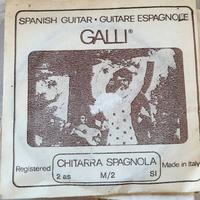 SPANISH GUITAR • GUITARE ESPAGNOLE
GALLI®
Registered CHITARRA SPAGNOLA Made in Italy
2 as M/2 SI